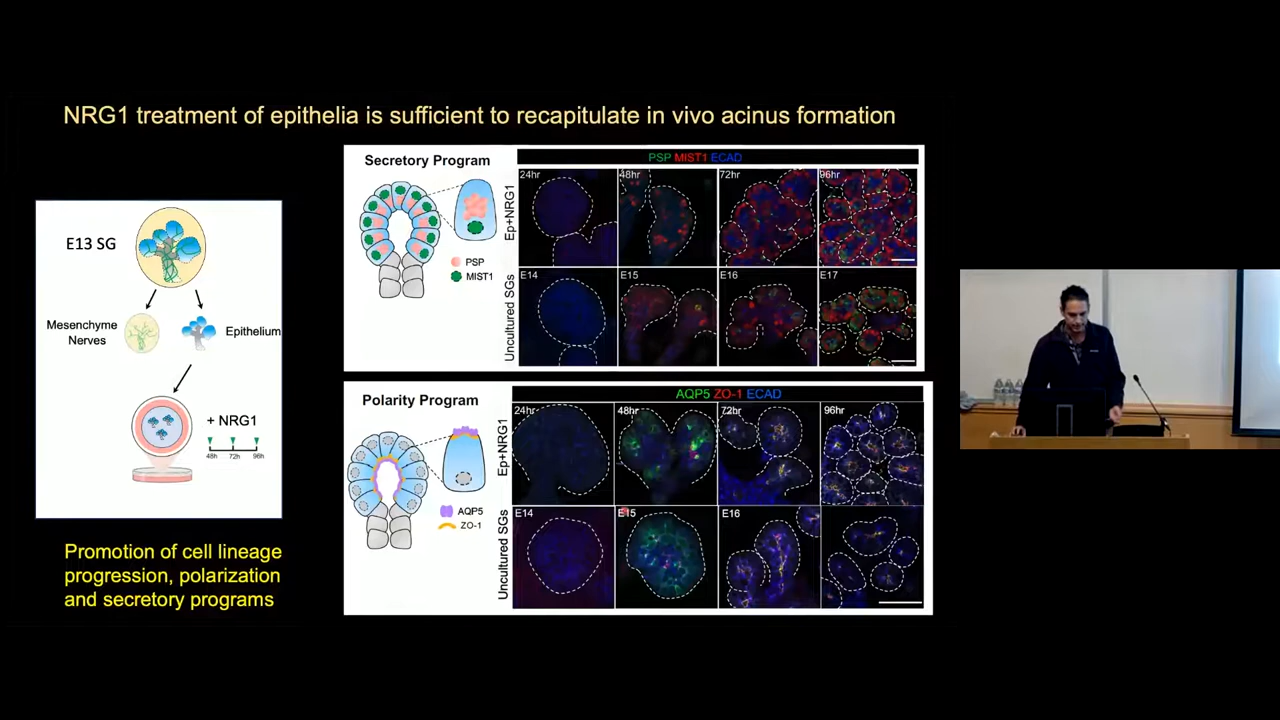 NRG1 treatment of epithelia is sufficient to recapitulate in vivo acinus formation
E13 SG
Mesenchyme
Nerves
Epithelium
+ NRG1
48h 72h 96h
Promotion of cell lineage
progression, polarization
and secretory programs
Secretory Program
PSP
MIST1
PSP MIST1 ECAD
Ep+NRG1
24hr 48hr 72hr 96hr
Uncultured SGs
E14 E15 E16 E17
Polarity Program
AQP5
ZO-1
AQP5 ZO-1 ECAD
Ep+NRG1
24hr 48hr 72hr 96hr
Uncultured SGs
E14 E15 E16